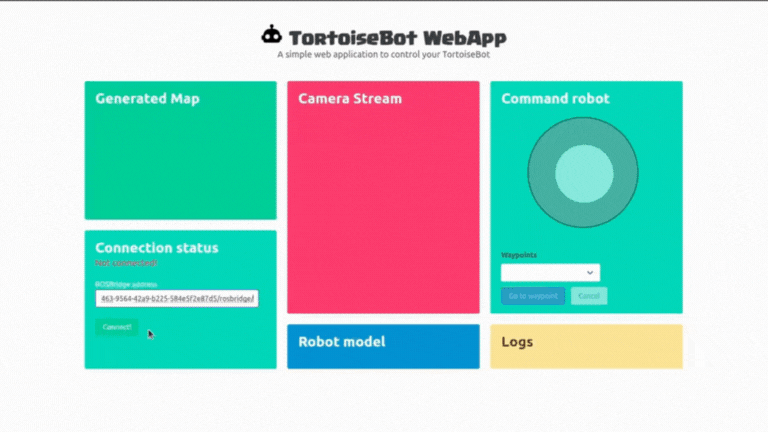 TortoiseBot WebApp
A simple web application to control your TortoiseBot
Generated Map
Connection status
Not connected!
ROSBridge address
463-9564-42a9-b225-584e5f2e87d5/rosbridge/
Connect!
Camera Stream
Robot model
Command robot
Waypoints
Go to waypoint
Cancel
Logs